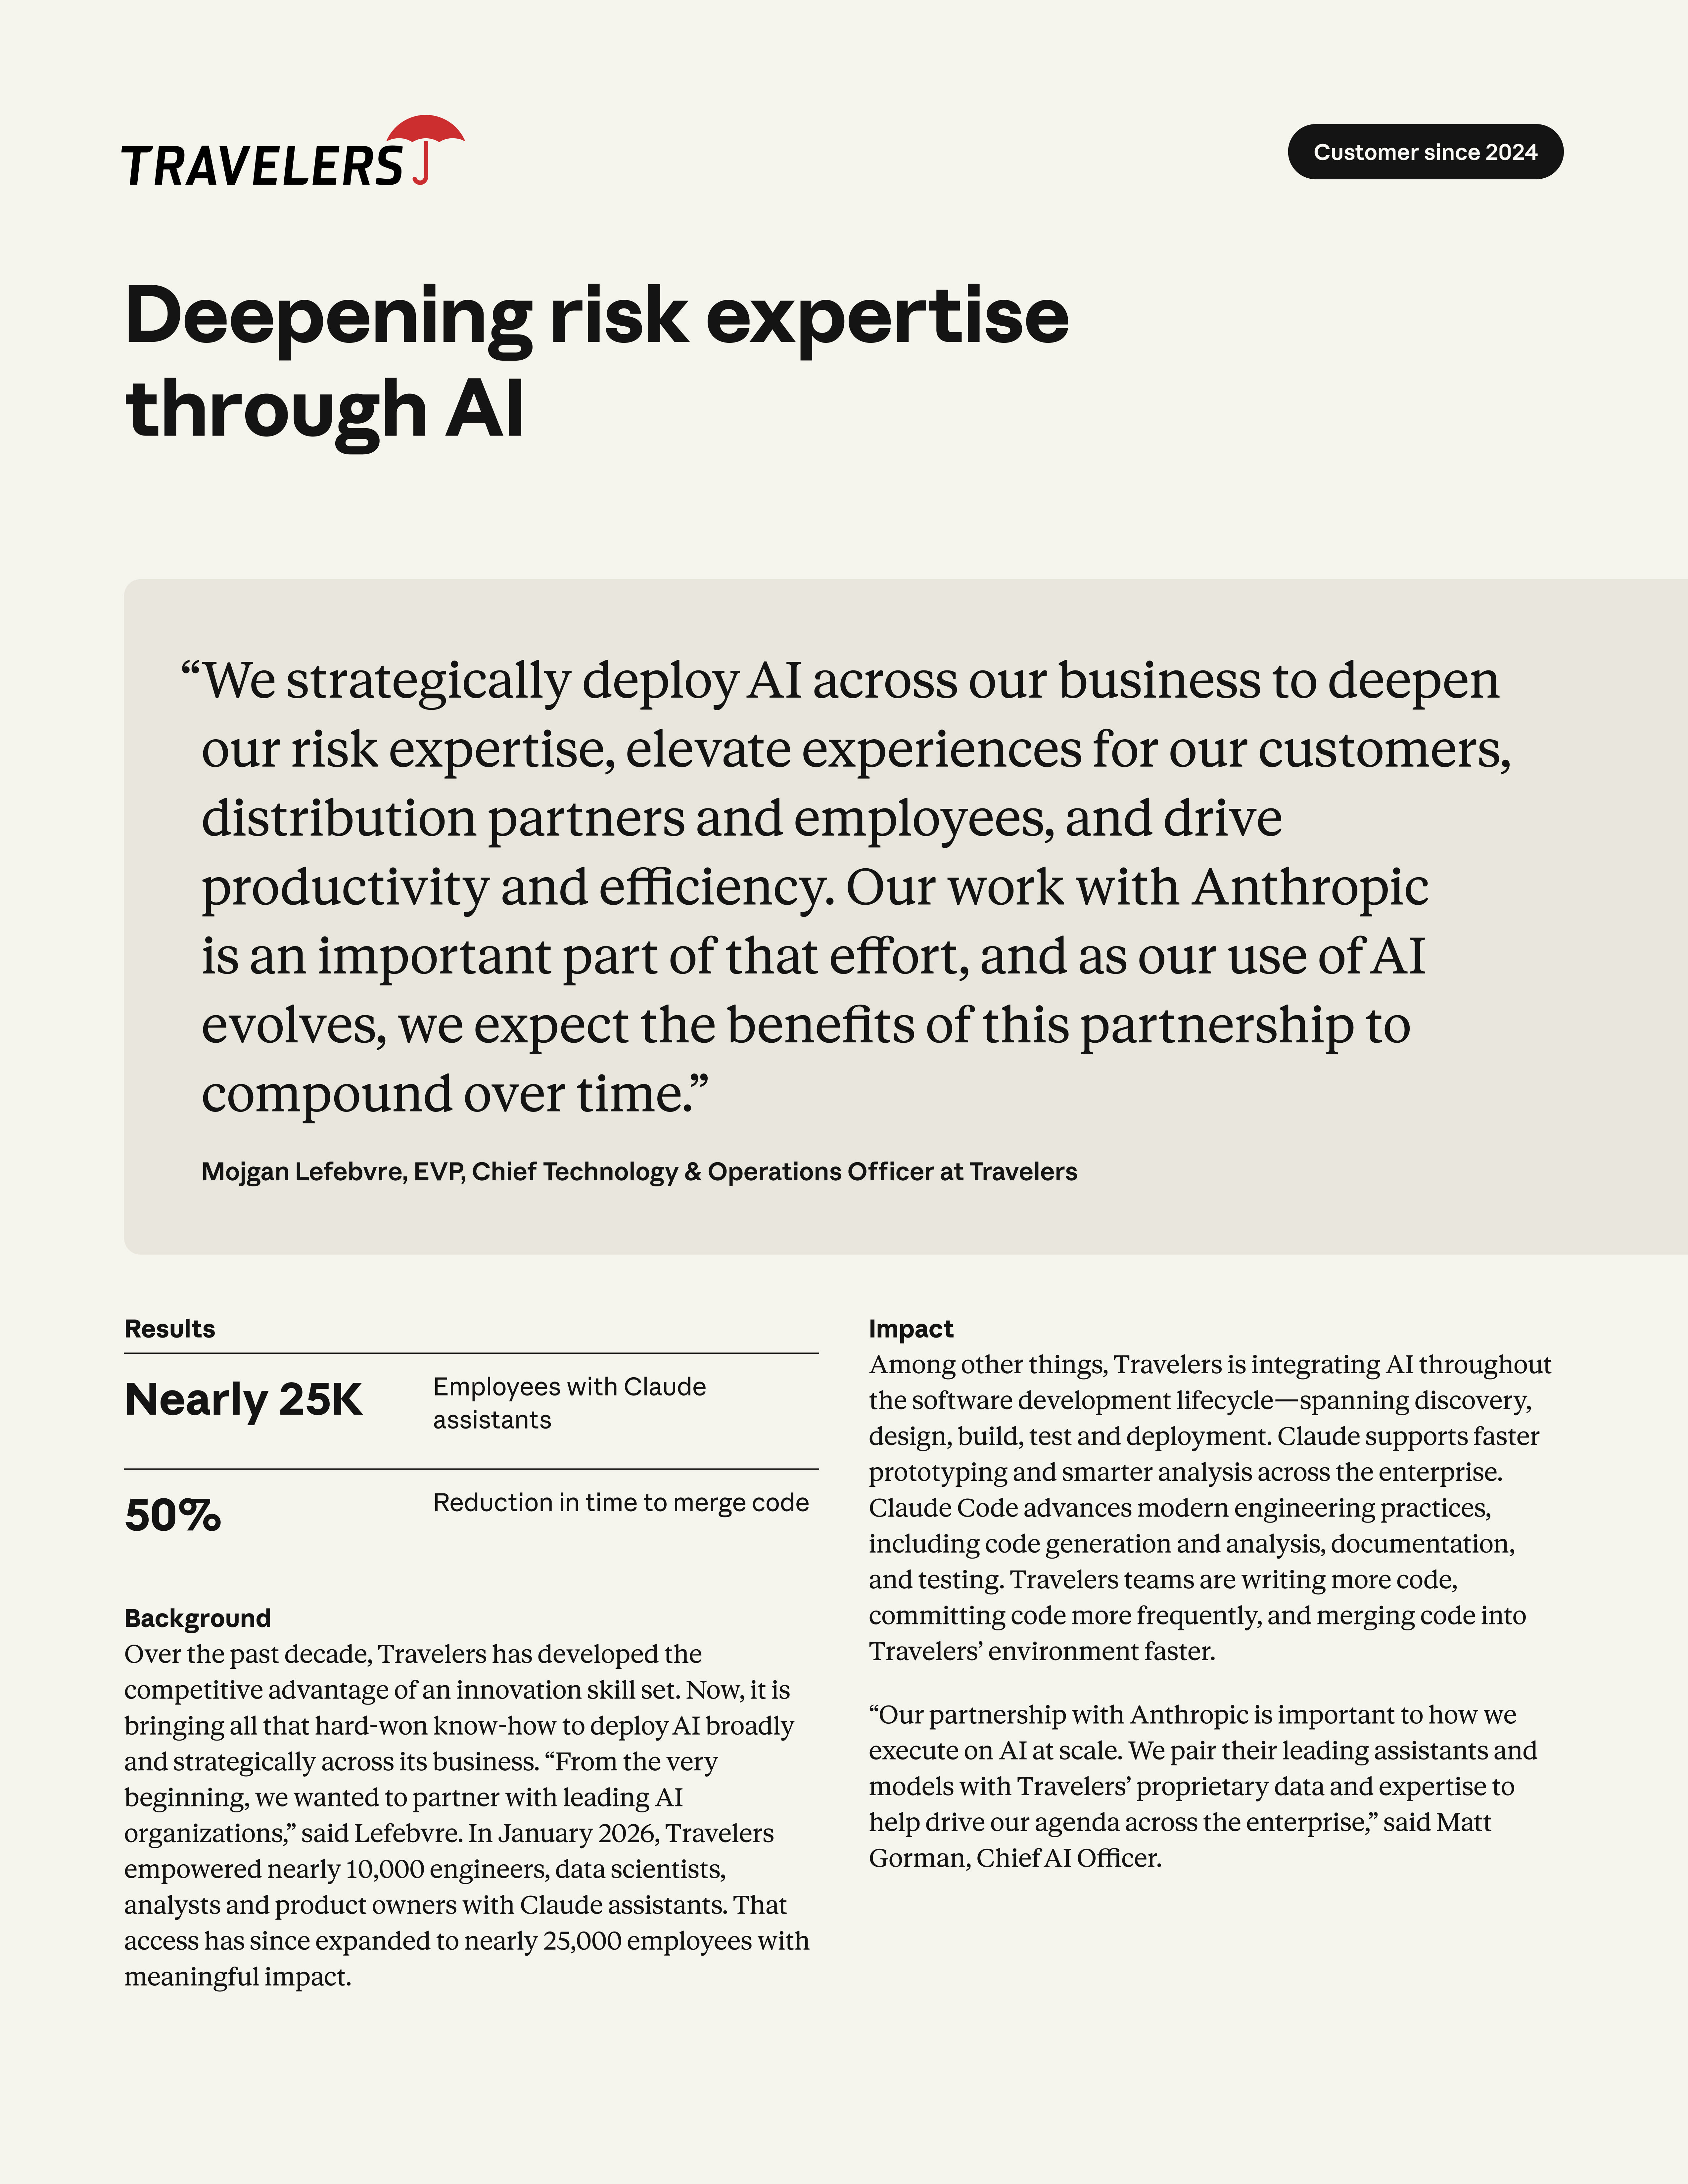 TRAVELERS
Customer since 2024
Deepening risk expertise
through AI
“We strategically deploy AI across our business to deepen
our risk expertise, elevate experiences for our customers,
distribution partners and employees, and drive
productivity and efficiency. Our work with Anthropic
is an important part of that effort, and as our use of AI
evolves, we expect the benefits of this partnership to
compound over time.”
Mojgan Lefebvre, EVP, Chief Technology & Operations Officer at Travelers
Results
Nearly 25K
Employees with Claude
assistants
50%
Reduction in time to merge code
Background
Over the past decade, Travelers has developed the
competitive advantage of an innovation skill set. Now, it is
bringing all that hard-won know-how to deploy AI broadly
and strategically across its business. “From the very
beginning, we wanted to partner with leading AI
organizations,” said Lefebvre. In January 2026, Travelers
empowered nearly 10,000 engineers, data scientists,
analysts and product owners with Claude assistants. That
access has since expanded to nearly 25,000 employees with
meaningful impact.
Impact
Among other things, Travelers is integrating AI throughout
the software development lifecycle—spanning discovery,
design, build, test and deployment. Claude supports faster
prototyping and smarter analysis across the enterprise.
Claude Code advances modern engineering practices,
including code generation and analysis, documentation,
and testing. Travelers teams are writing more code,
committing code more frequently, and merging code into
Travelers’ environment faster.
“Our partnership with Anthropic is important to how we
execute on AI at scale. We pair their leading assistants and
models with Travelers’ proprietary data and expertise to
help drive our agenda across the enterprise,” said Matt
Gorman, Chief AI Officer.